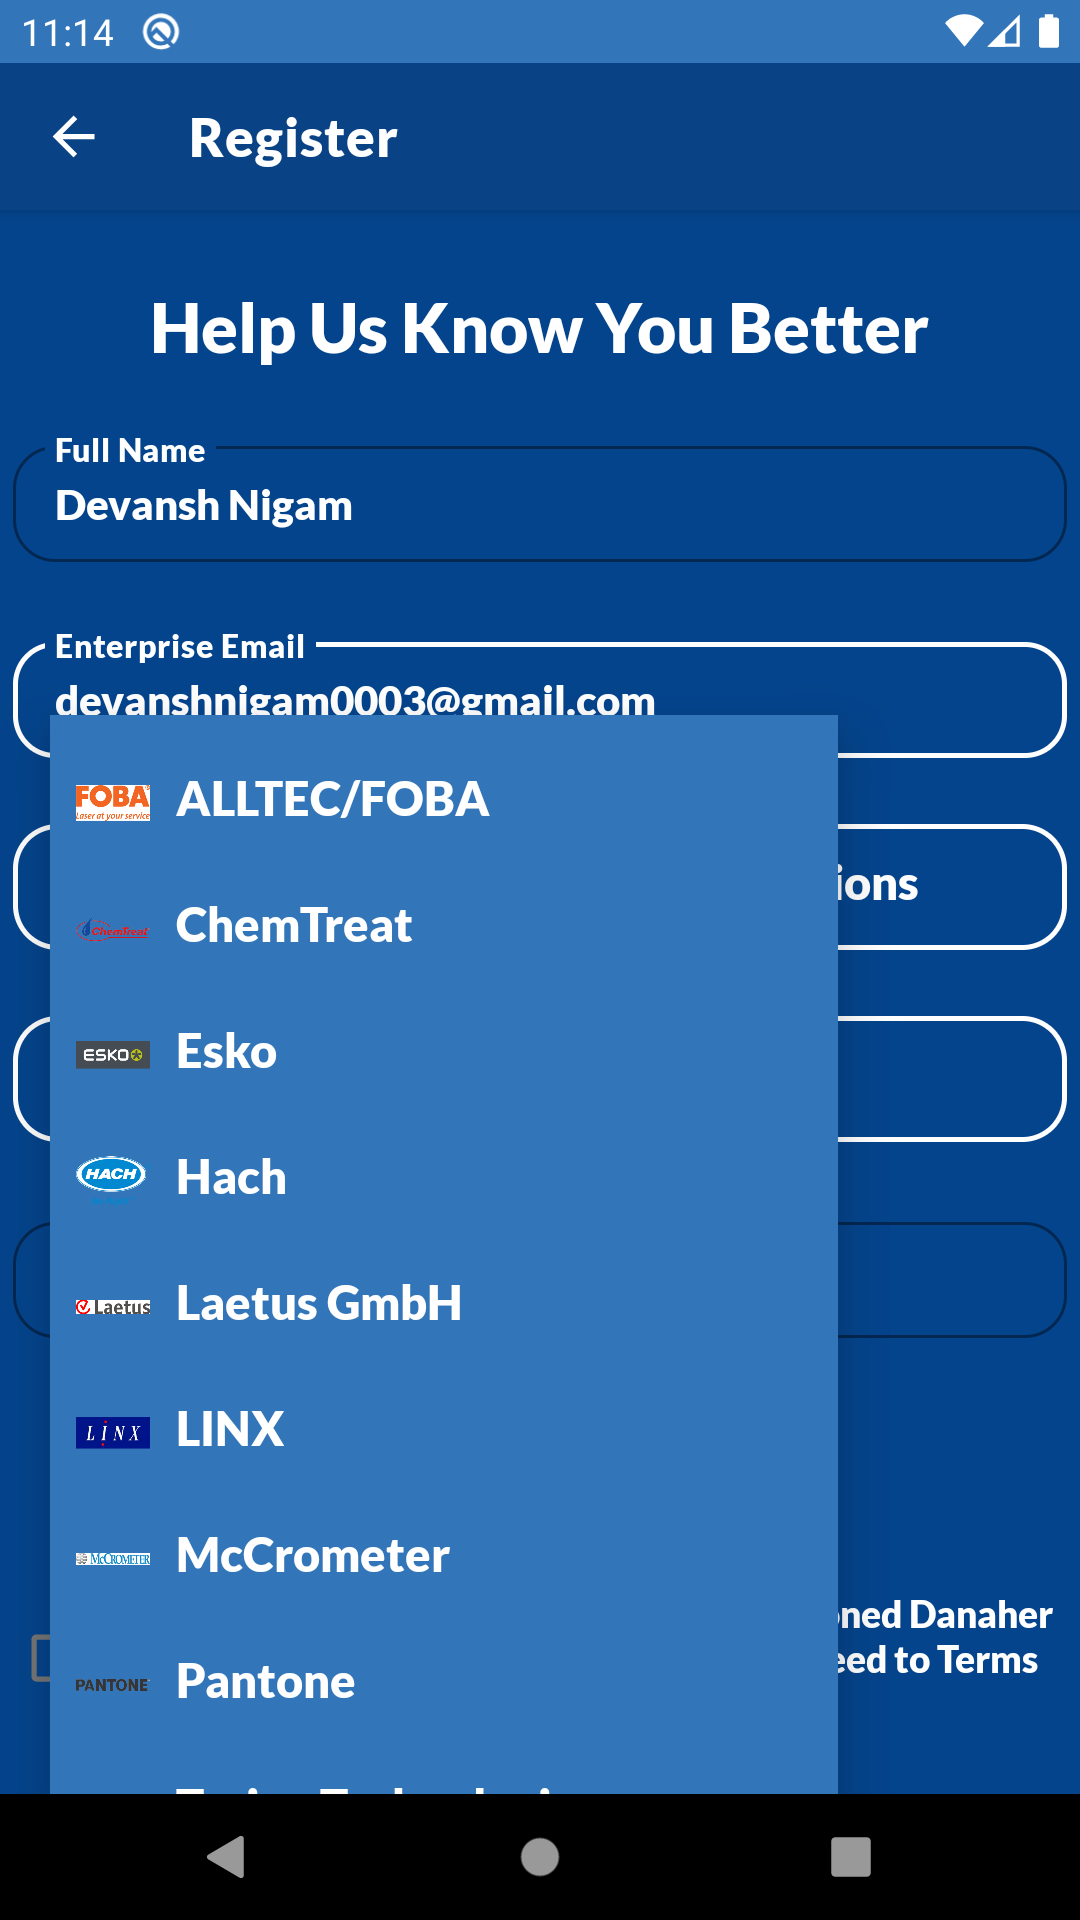 11:14
Register
Help Us Know You Better
Full Name
Devansh Nigam
Enterprise Email
devanshnigam0003@gmail.com
FOBA
Laser at your service
ALLTEC/FOBA
ions
ChemTreat
ChemTreat
ESKO
Esko
HACH
Hach
Laetus
Laetus GmbH
LINX
LINX
McCROMETER
McCrometer
ned Danaher
eed to Terms
PANTONE
Pantone